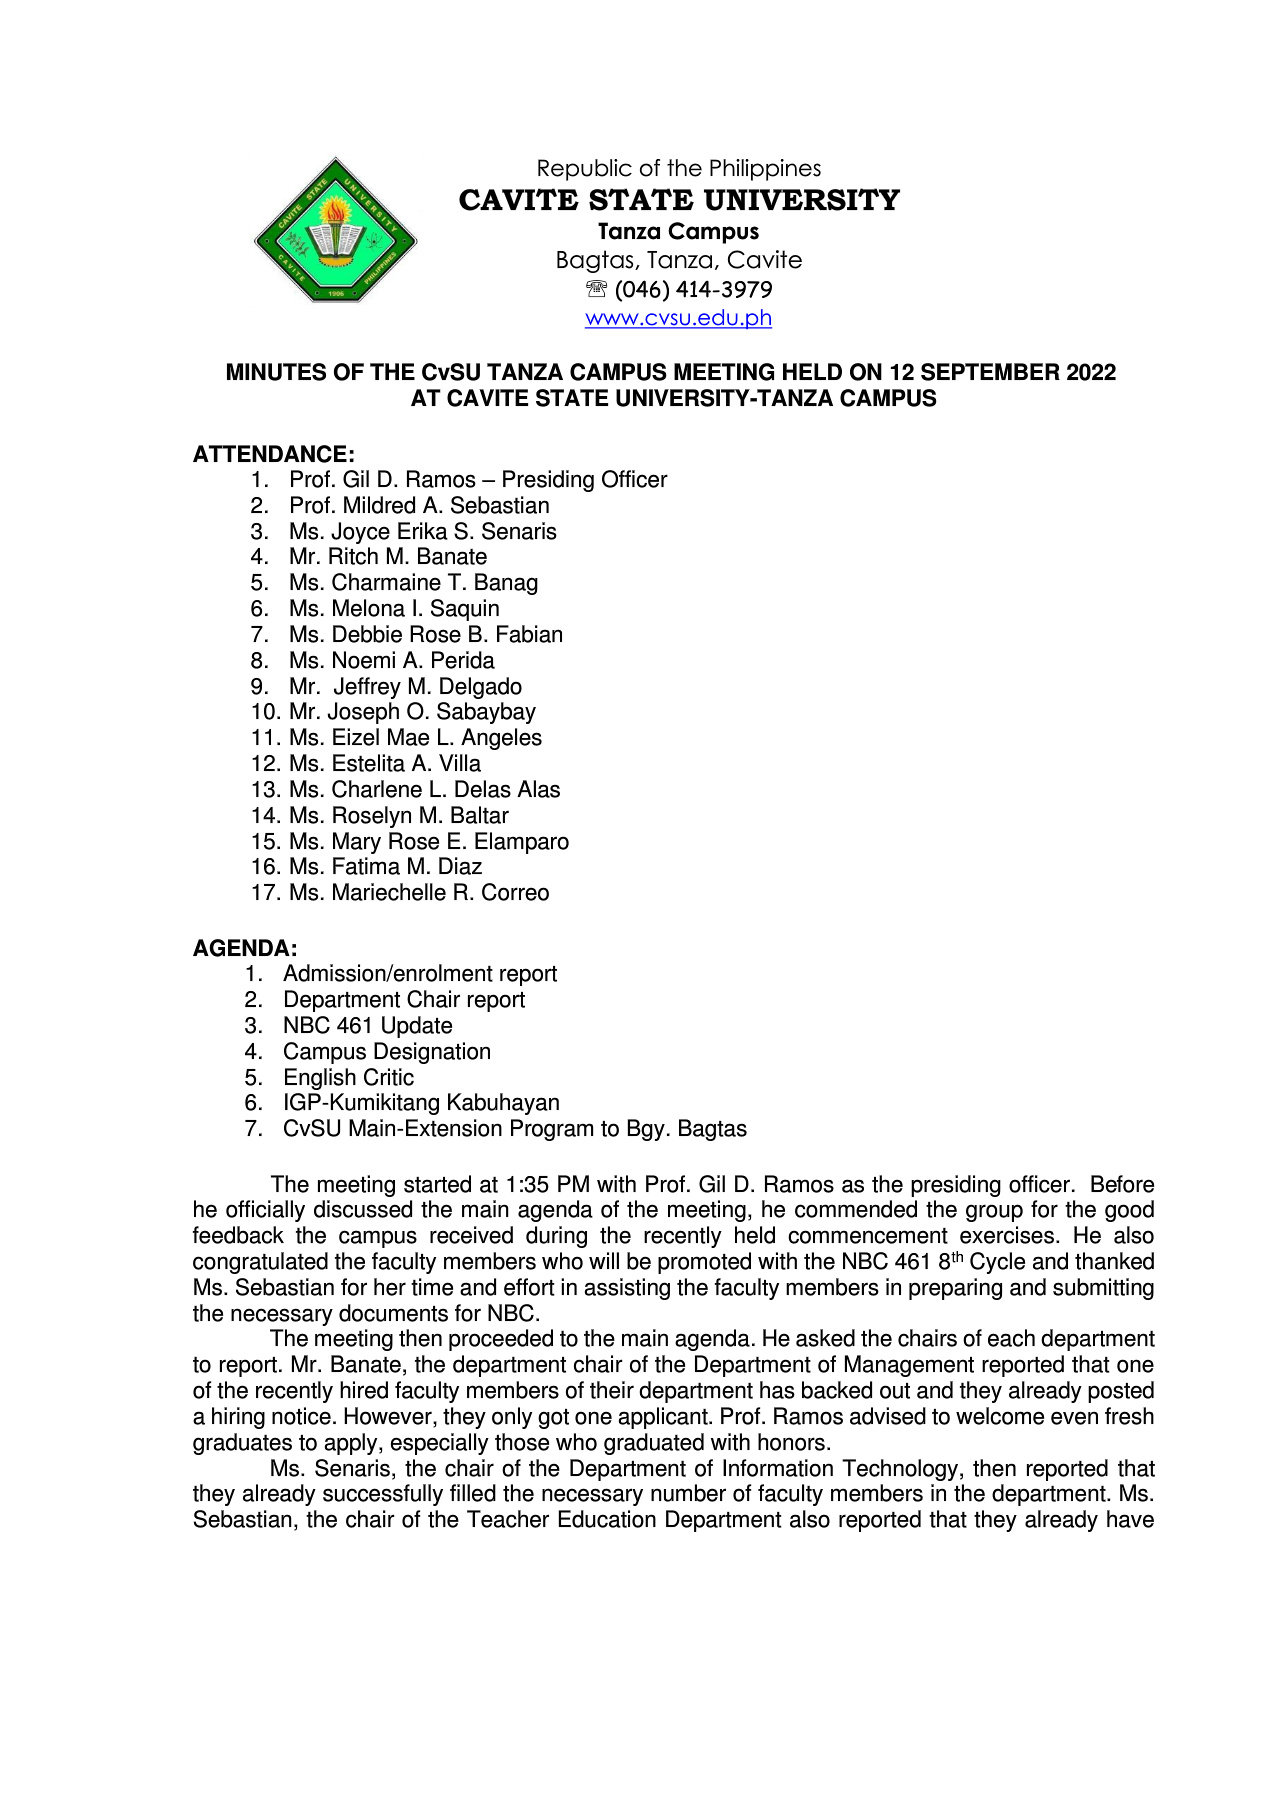 CAVITE STATE UNIVERSITY
CAVITE PHILIPPINES
1906
Republic of the Philippines
CAVITE STATE UNIVERSITY
Tanza Campus
Bagtas, Tanza, Cavite
☏ (046) 414-3979
www.cvsu.edu.ph
MINUTES OF THE CvSU TANZA CAMPUS MEETING HELD ON 12 SEPTEMBER 2022
AT CAVITE STATE UNIVERSITY-TANZA CAMPUS
ATTENDANCE:
1. Prof. Gil D. Ramos – Presiding Officer
2. Prof. Mildred A. Sebastian
3. Ms. Joyce Erika S. Senaris
4. Mr. Ritch M. Banate
5. Ms. Charmaine T. Banag
6. Ms. Melona I. Saquin
7. Ms. Debbie Rose B. Fabian
8. Ms. Noemi A. Perida
9. Mr. Jeffrey M. Delgado
10. Mr. Joseph O. Sabaybay
11. Ms. Eizel Mae L. Angeles
12. Ms. Estelita A. Villa
13. Ms. Charlene L. Delas Alas
14. Ms. Roselyn M. Baltar
15. Ms. Mary Rose E. Elamparo
16. Ms. Fatima M. Diaz
17. Ms. Mariechelle R. Correo
AGENDA:
1. Admission/enrolment report
2. Department Chair report
3. NBC 461 Update
4. Campus Designation
5. English Critic
6. IGP-Kumikitang Kabuhayan
7. CvSU Main-Extension Program to Bgy. Bagtas
The meeting started at 1:35 PM with Prof. Gil D. Ramos as the presiding officer. Before
he officially discussed the main agenda of the meeting, he commended the group for the good
feedback the campus received during the recently held commencement exercises. He also
congratulated the faculty members who will be promoted with the NBC 461 8th Cycle and thanked
Ms. Sebastian for her time and effort in assisting the faculty members in preparing and submitting
the necessary documents for NBC.
The meeting then proceeded to the main agenda. He asked the chairs of each department
to report. Mr. Banate, the department chair of the Department of Management reported that one
of the recently hired faculty members of their department has backed out and they already posted
a hiring notice. However, they only got one applicant. Prof. Ramos advised to welcome even fresh
graduates to apply, especially those who graduated with honors.
Ms. Senaris, the chair of the Department of Information Technology, then reported that
they already successfully filled the necessary number of faculty members in the department. Ms.
Sebastian, the chair of the Teacher Education Department also reported that they already have